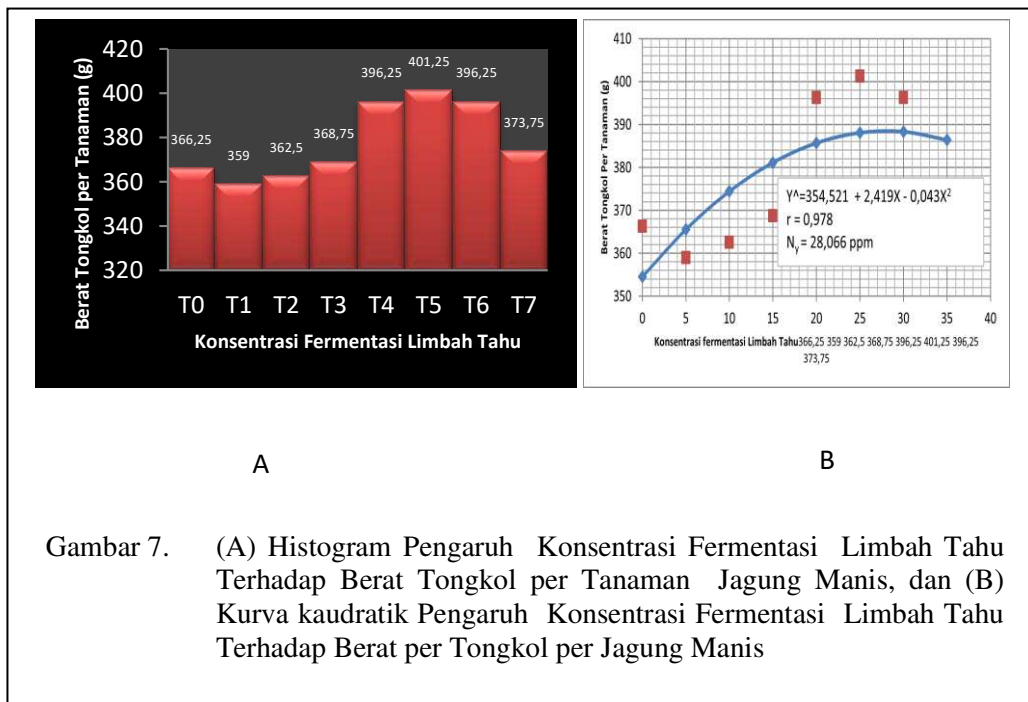 Berat Tongkol per Tanaman (g)
420
400
380
360
340
320
366,25
359
362,5
368,75
396,25
401,25
396,25
373,75
T0 T1 T2 T3 T4 T5 T6 T7
Konsentrasi Fermentasi Limbah Tahu
Berat Tongkol Per Tanaman (g)
410
400
390
380
370
360
350
Y^=354,521 + 2,419X - 0,043X²
r = 0,978
Nᵧ = 28,066 ppm
0 5 10 15 20 25 30 35 40
Konsentrasi fermentasi Limbah Tahu366,25 359 362,5 368,75 396,25 401,25 396,25
373,75
A
B
Gambar 7. (A) Histogram Pengaruh Konsentrasi Fermentasi Limbah Tahu
Terhadap Berat Tongkol per Tanaman Jagung Manis, dan (B)
Kurva kaudratik Pengaruh Konsentrasi Fermentasi Limbah Tahu
Terhadap Berat per Tongkol per Jagung Manis